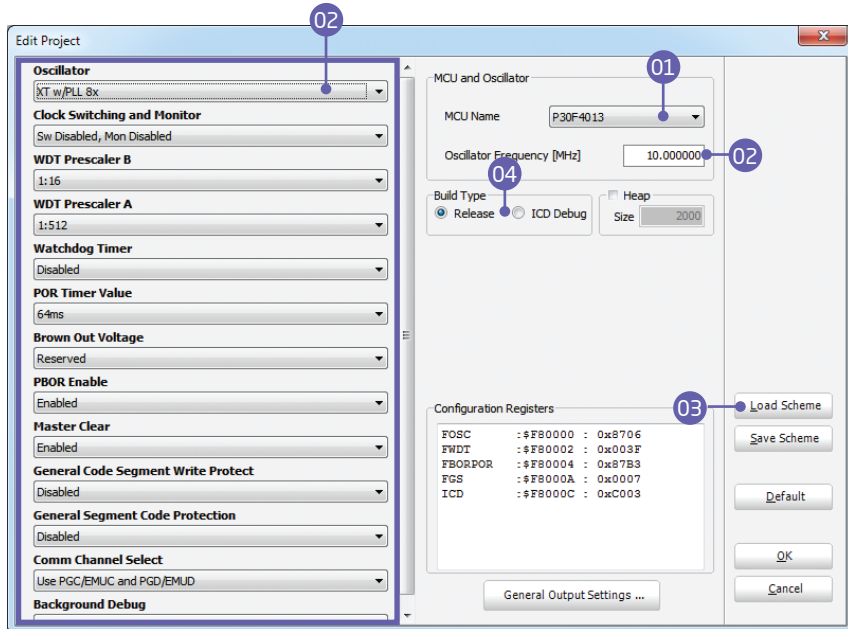 02
Edit Project
Oscillator
XT w/PLL 8x
Clock Switching and Monitor
Sw Disabled, Mon Disabled
WDT Prescaler B
1:16
WDT Prescaler A
1:512
Watchdog Timer
Disabled
POR Timer Value
64ms
Brown Out Voltage
Reserved
PBOR Enable
Enabled
Master Clear
Enabled
General Code Segment Write Protect
Disabled
General Segment Code Protection
Disabled
Comm Channel Select
Use PGC/EMUC and PGD/EMUD
Background Debug
MCU and Oscillator
01
MCU Name P30F4013
Oscillator Frequency [MHz] 10.000000 02
04
Build Type
Release ICD Debug
Heap
Size 2000
Configuration Registers
FOSC :$F80000 : 0x8706
FWDT :$F80002 : 0x003F
FBORPOR :$F80004 : 0x87B3
FGS :$F8000A : 0x0007
ICD :$F8000C : 0xC003
General Output Settings ...
03
Load Scheme
Save Scheme
Default
OK
Cancel